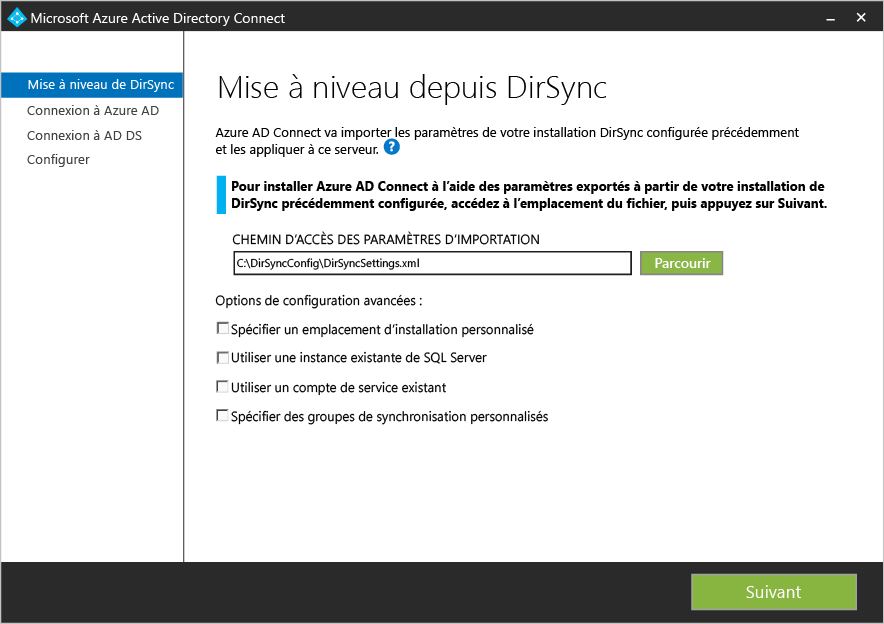 Microsoft Azure Active Directory Connect
Mise à niveau de DirSync
Connexion à Azure AD
Connexion à AD DS
Configurer
Mise à niveau depuis DirSync
Azure AD Connect va importer les paramètres de votre installation DirSync configurée précédemment
et les appliquer à ce serveur. ?
Pour installer Azure AD Connect à l’aide des paramètres exportés à partir de votre installation de
DirSync précédemment configurée, accédez à l’emplacement du fichier, puis appuyez sur Suivant.
CHEMIN D’ACCÈS DES PARAMÈTRES D’IMPORTATION
C:\DirSyncConfig\DirSyncSettings.xml
Parcourir
Options de configuration avancées :
Spécifier un emplacement d’installation personnalisé
Utiliser une instance existante de SQL Server
Utiliser un compte de service existant
Spécifier des groupes de synchronisation personnalisés
Suivant